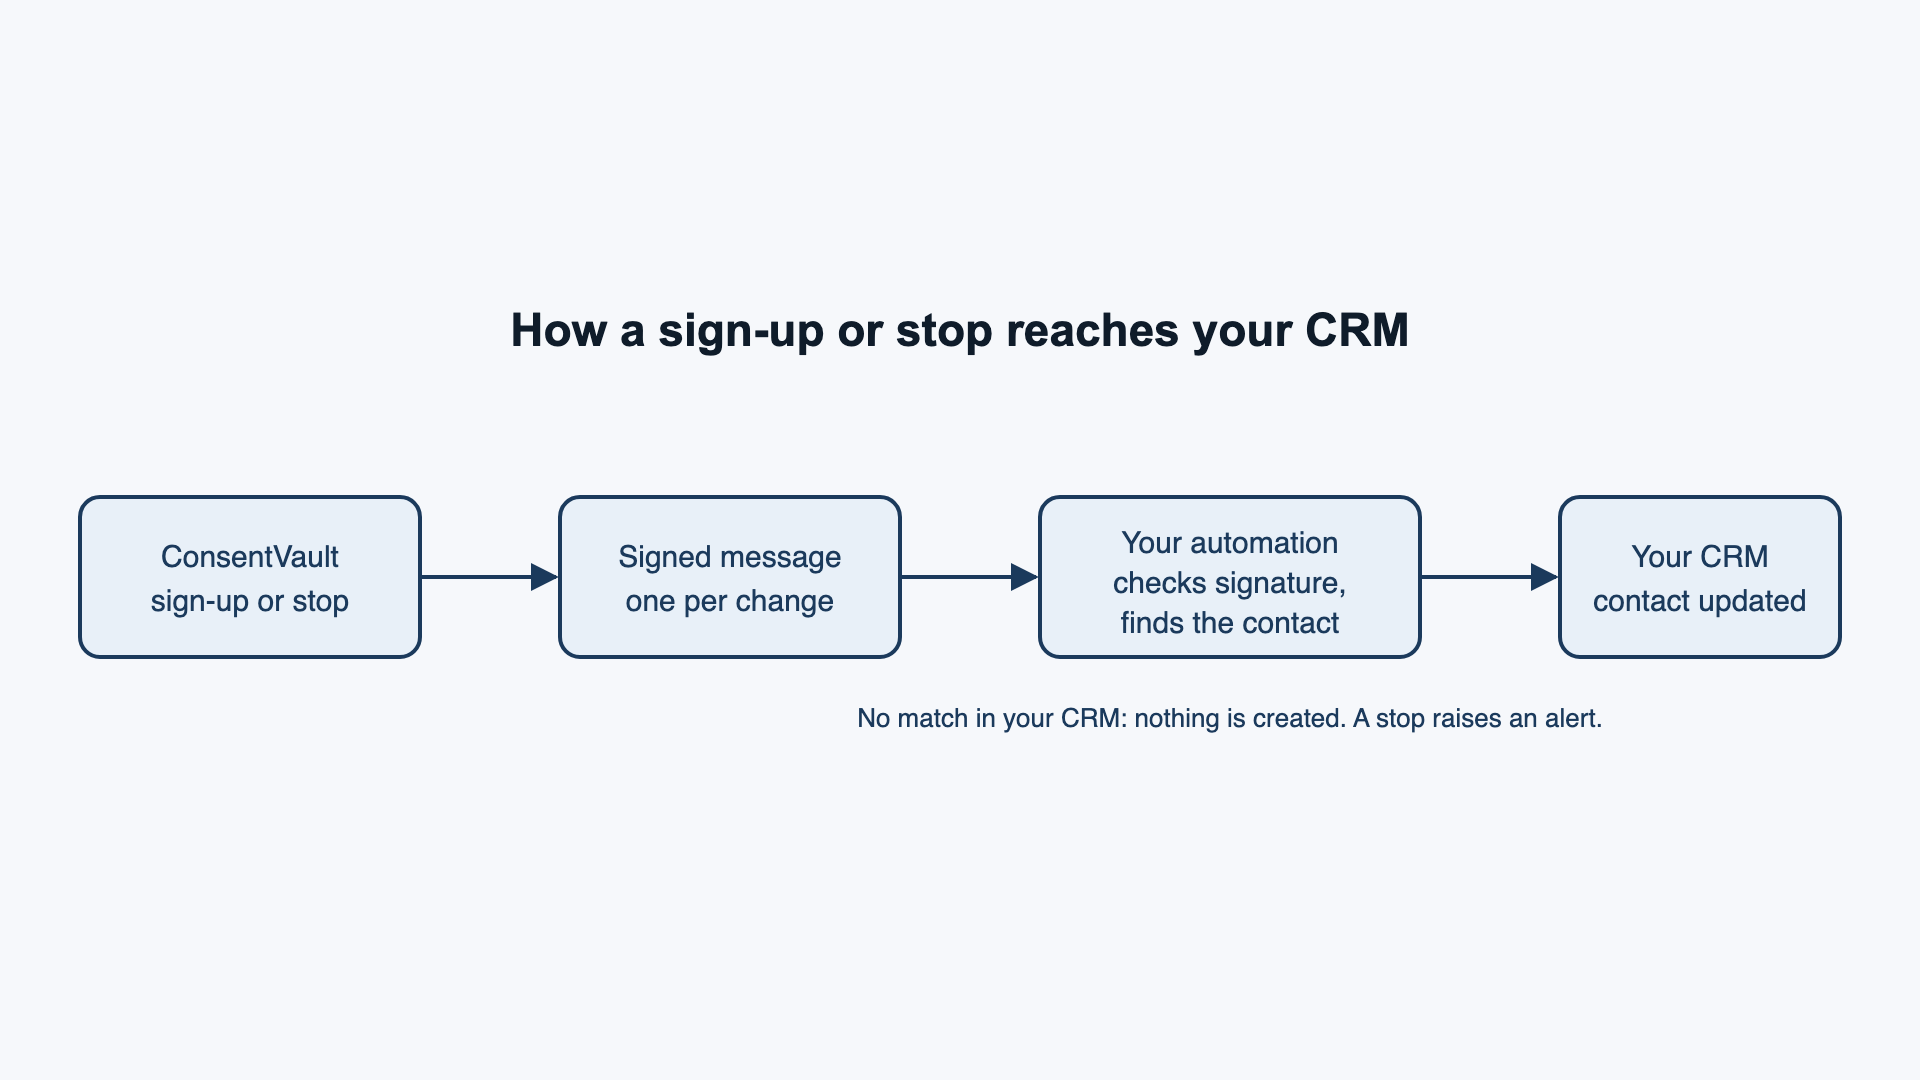 How a sign-up or stop reaches your CRM
ConsentVault
sign-up or stop
Signed message
one per change
Your automation
checks signature,
finds the contact
Your CRM
contact updated
No match in your CRM: nothing is created. A stop raises an alert.